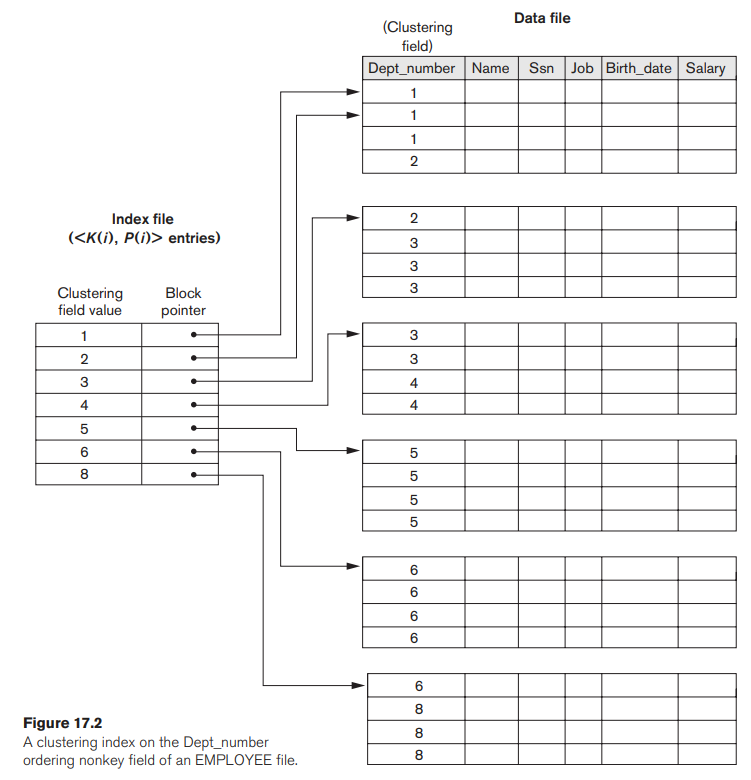 Data file
(Clustering
field)
Dept_number Name Ssn Job Birth_date Salary
1
1
1
2
2
3
3
3
3
3
4
4
5
5
5
5
6
6
6
6
6
8
8
8
Index file
(<K(i), P(i)> entries)
Clustering
field value
Block
pointer
1
2
3
4
5
6
8
Figure 17.2
A clustering index on the Dept_number
ordering nonkey field of an EMPLOYEE file.